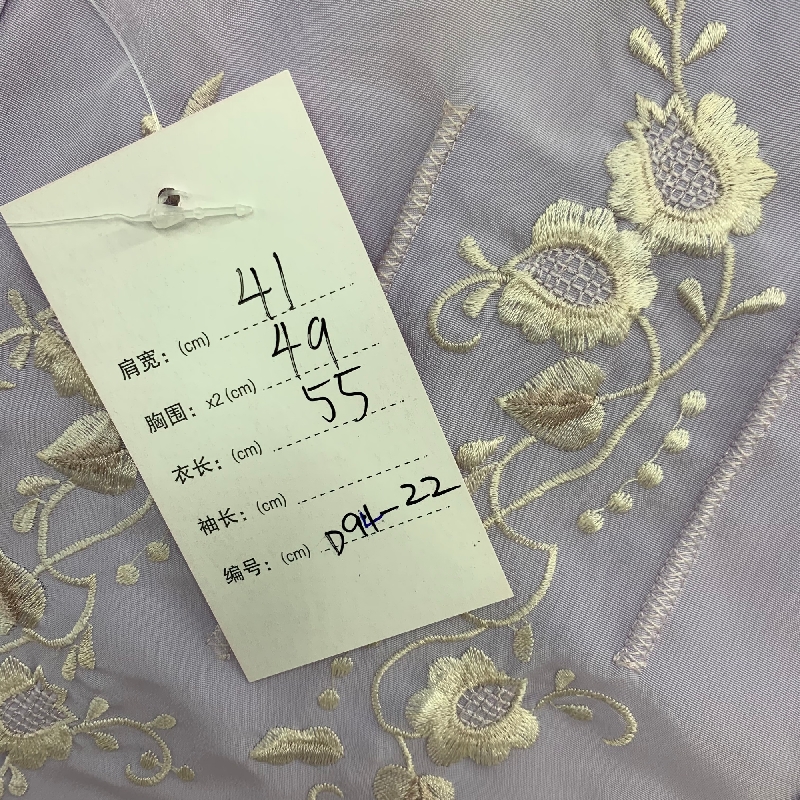 肩宽：(cm) 41
胸围：x2(cm) 49
衣长：(cm) 55
袖长：(cm)
编号：(cm) D94-22